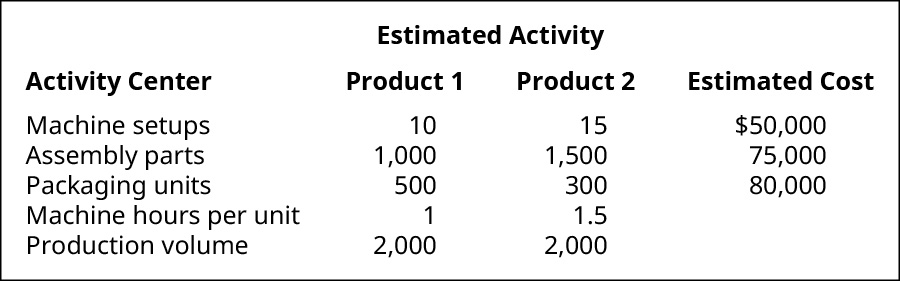 Estimated Activity
Activity Center Product 1 Product 2 Estimated Cost
Machine setups 10 15 $50,000
Assembly parts 1,000 1,500 75,000
Packaging units 500 300 80,000
Machine hours per unit 1 1.5
Production volume 2,000 2,000